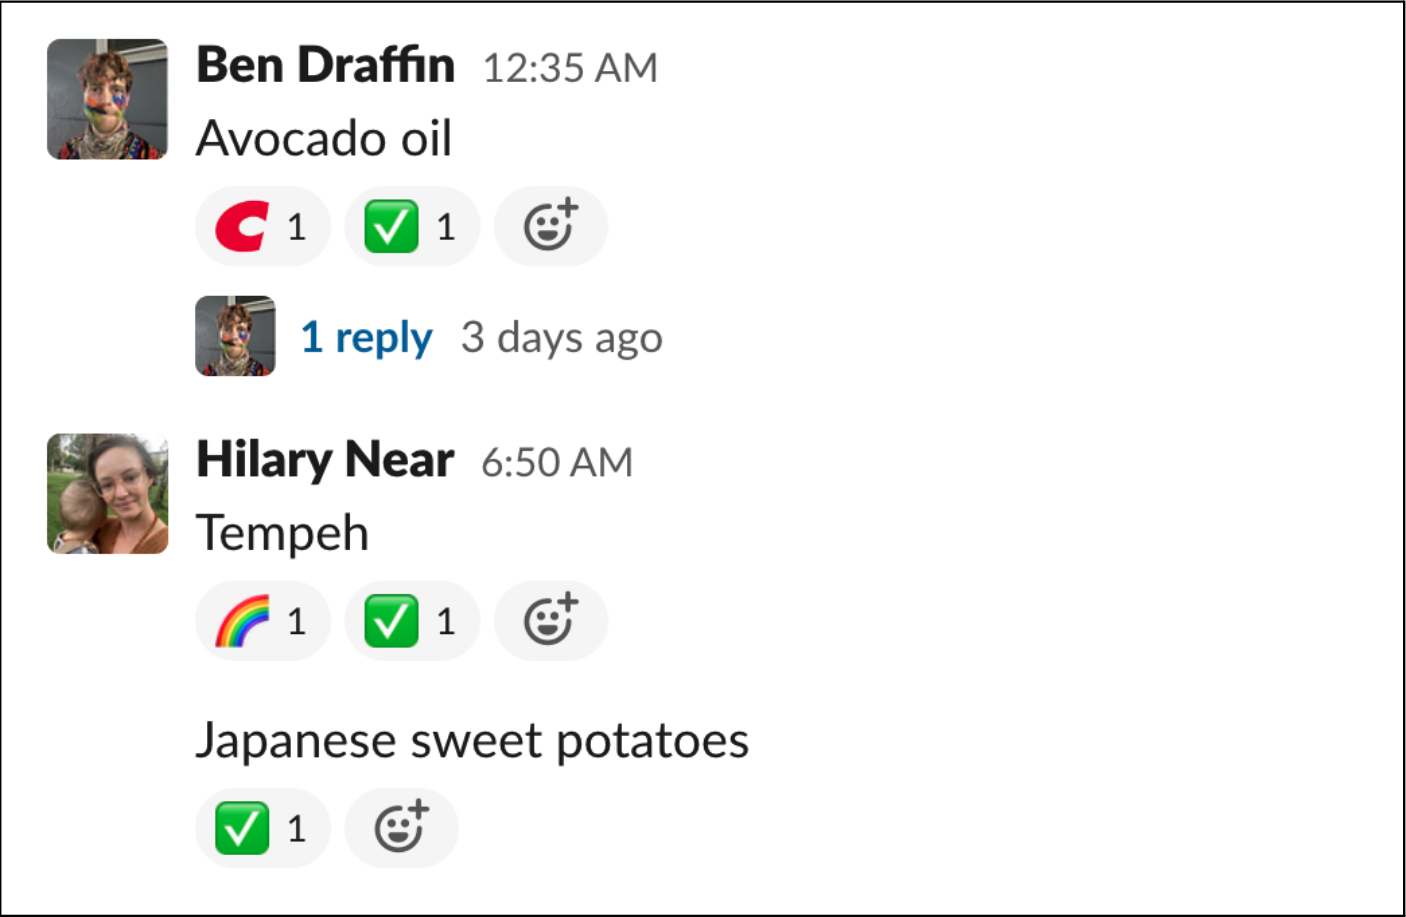 Ben Draffin 12:35 AM
Avocado oil
1 1
1 reply 3 days ago
Hilary Near 6:50 AM
Tempeh
1 1
Japanese sweet potatoes
1